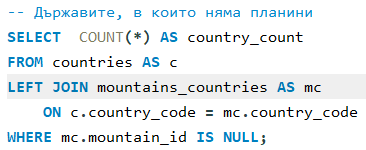 -- Държавите, в които няма планини
SELECT  COUNT(*) AS country_count
FROM countries AS c
LEFT JOIN mountains_countries AS mc
    ON c.country_code = mc.country_code
WHERE mc.mountain_id IS NULL;